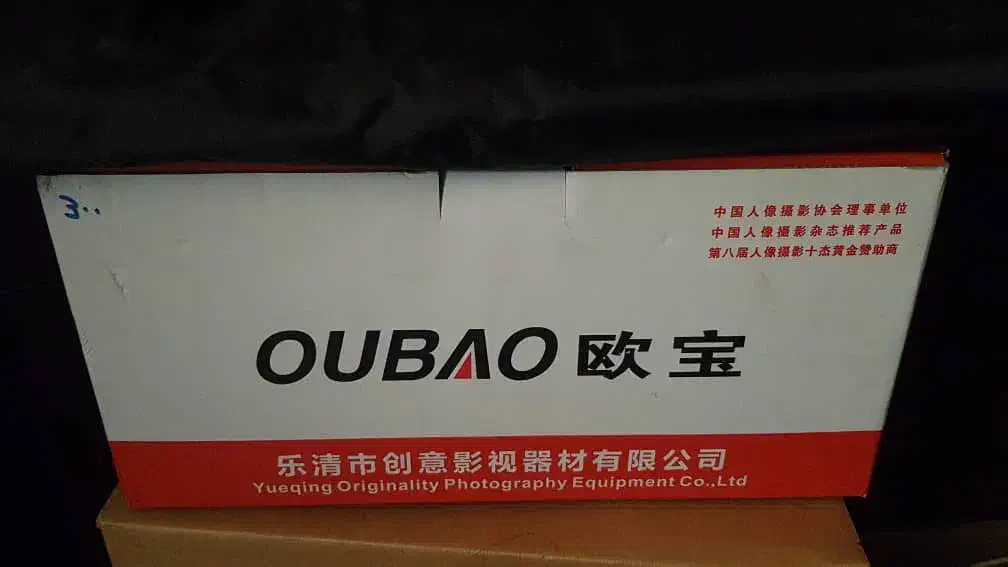 3..
中国人像摄影协会理事单位
中国人像摄影杂志推荐产品
第八届人像摄影十杰黄金赞助商
OUBAO 欧宝
乐清市创意影视器材有限公司
Yueqing Originality Photography Equipment Co.,Ltd